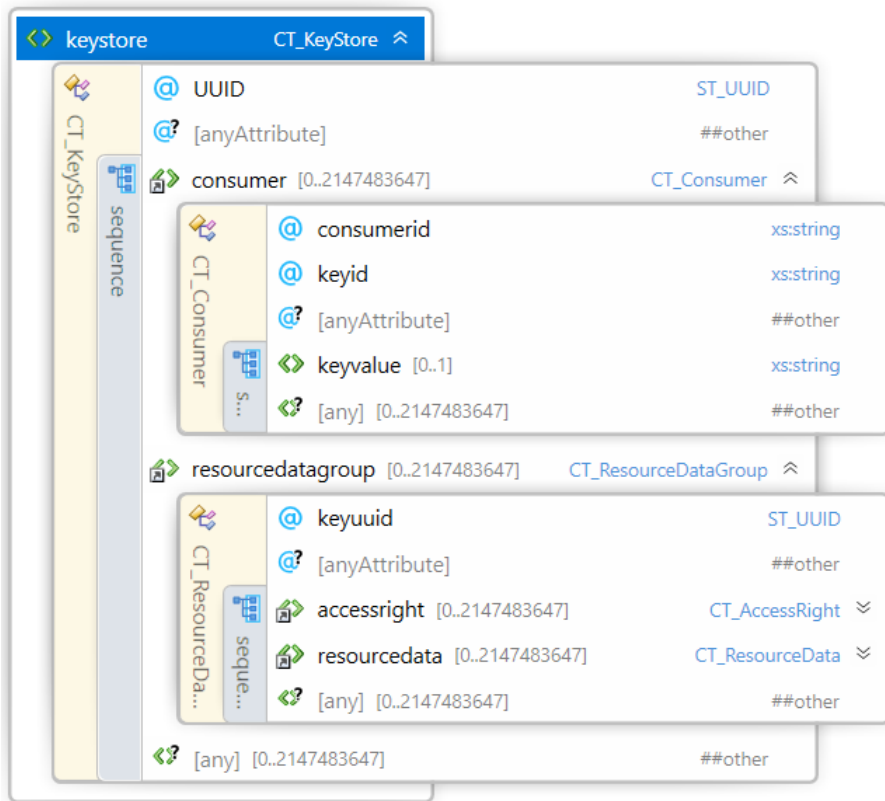 keystore CT_KeyStore
CT_KeyStore
sequence
@ UUID ST_UUID
@? [anyAttribute] ##other
consumer [0..2147483647] CT_Consumer
CT_Consumer
s...
@ consumerid xs:string
@ keyid xs:string
@? [anyAttribute] ##other
keyvalue [0..1] xs:string
? [any] [0..2147483647] ##other
resourcedatagroup [0..2147483647] CT_ResourceDataGroup
CT_ResourceDa...
seque...
@ keyuuid ST_UUID
@? [anyAttribute] ##other
accessright [0..2147483647] CT_AccessRight
resourcedata [0..2147483647] CT_ResourceData
? [any] [0..2147483647] ##other
? [any] [0..2147483647] ##other